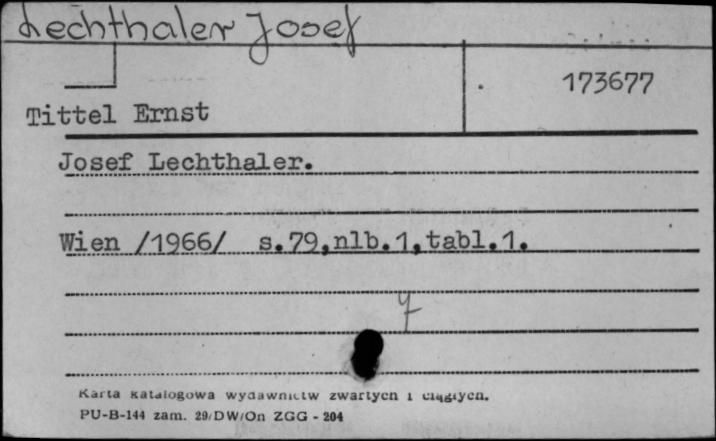 Lechthaler Josef
173677
Tittel Ernst
Josef Lechthaler.
Wien /1966/ s.79,nlb.1,tabl.1.
7
Karta katalogowa wydawnictw zwartych i ciągłych.
PU-B-144 zam. 29/DW/On ZGG - 204